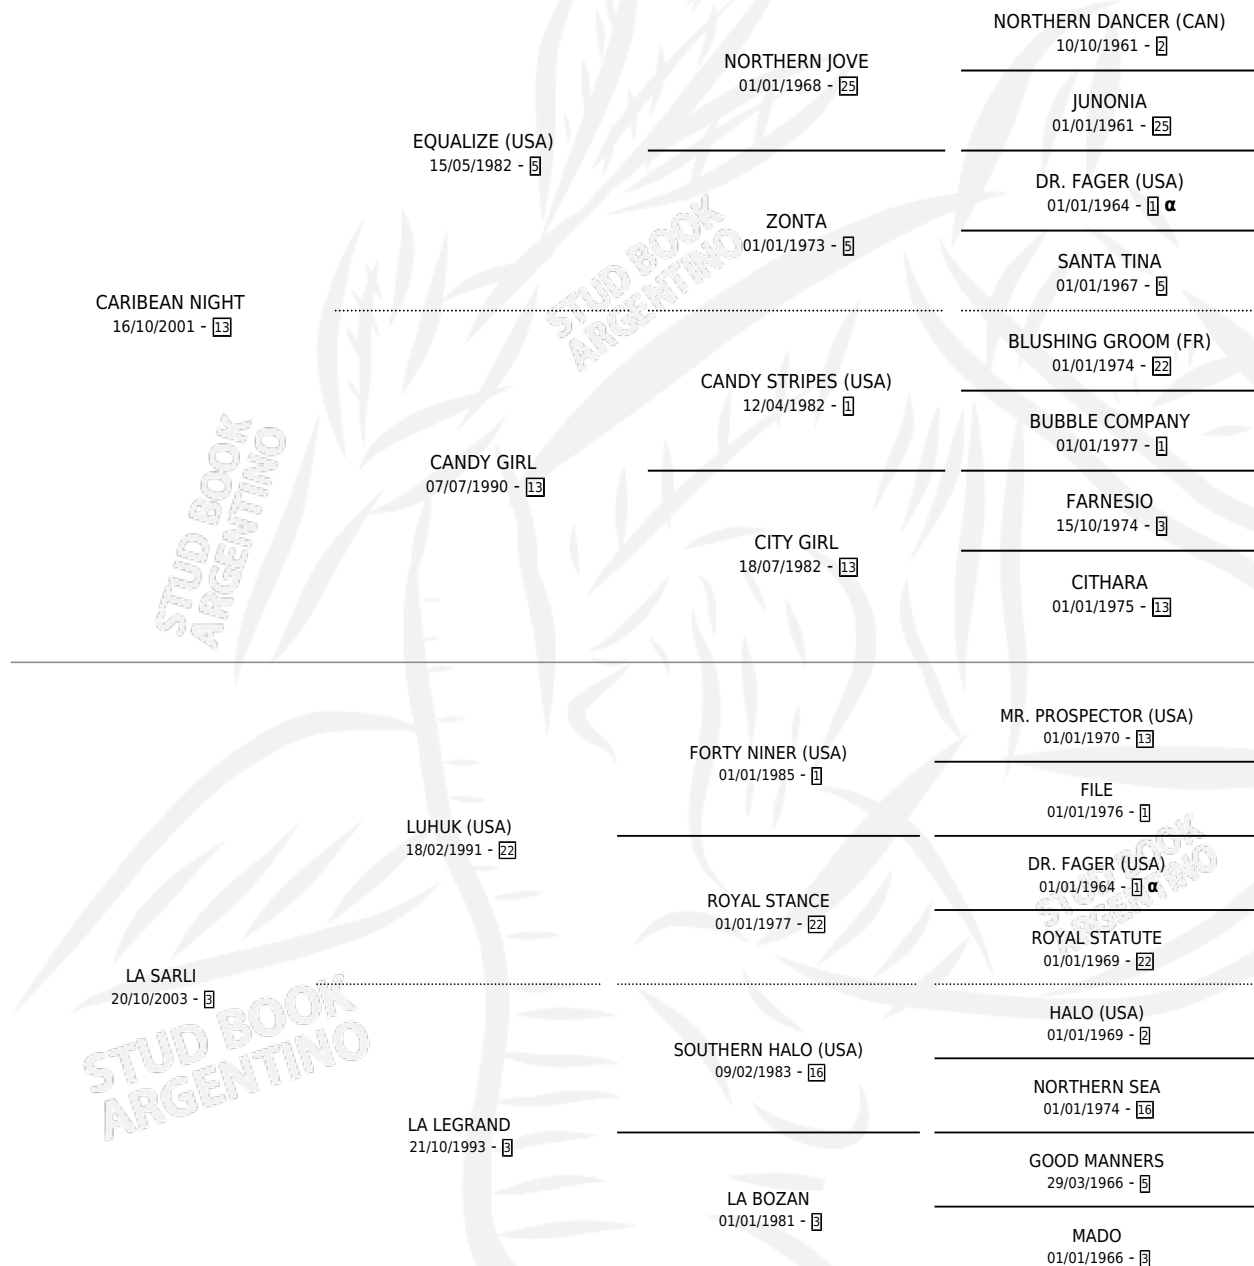 NORTHERN DANCER (CAN)
10/10/1961 - 2
NORTHERN JOVE
01/01/1968 - 25
JUNONIA
01/01/1961 - 25
EQUALIZE (USA)
15/05/1982 - 5
DR. FAGER (USA)
01/01/1964 - 1 α
ZONTA
01/01/1973 - 5
SANTA TINA
01/01/1967 - 5
CARIBEAN NIGHT
16/10/2001 - 13
BLUSHING GROOM (FR)
01/01/1974 - 22
CANDY STRIPES (USA)
12/04/1982 - 1
BUBBLE COMPANY
01/01/1977 - 1
CANDY GIRL
07/07/1990 - 13
FARNESIO
15/10/1974 - 3
CITY GIRL
18/07/1982 - 13
CITHARA
01/01/1975 - 13
MR. PROSPECTOR (USA)
01/01/1970 - 13
FORTY NINER (USA)
01/01/1985 - 1
FILE
01/01/1976 - 1
LUHUK (USA)
18/02/1991 - 22
DR. FAGER (USA)
01/01/1964 - 1 α
ROYAL STANCE
01/01/1977 - 22
ROYAL STATUTE
01/01/1969 - 22
LA SARLI
20/10/2003 - 3
HALO (USA)
01/01/1969 - 2
SOUTHERN HALO (USA)
09/02/1983 - 16
NORTHERN SEA
01/01/1974 - 16
LA LEGRAND
21/10/1993 - 3
GOOD MANNERS
29/03/1966 - 5
LA BOZAN
01/01/1981 - 3
MADO
01/01/1966 - 3
STUD BOOK
ARGENTINO
STUD BOOK
ARGENTINO
STUD BOOK
ARGENTINO
STUD BOOK
ARGENTINO